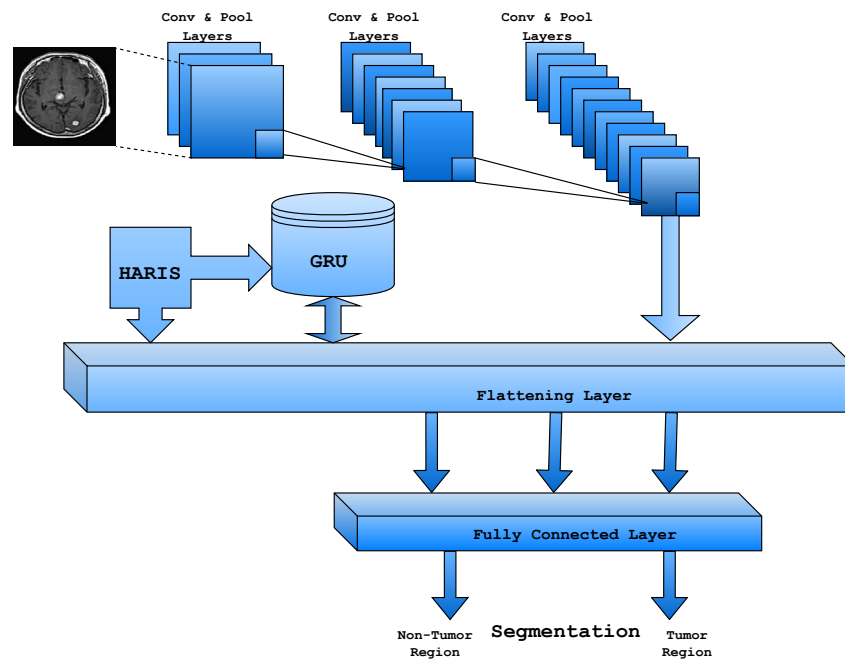 Conv & Pool
Layers
Conv & Pool
Layers
Conv & Pool
Layers
HARIS
GRU
Flattening Layer
Fully Connected Layer
Non-Tumor
Region
Segmentation
Tumor
Region